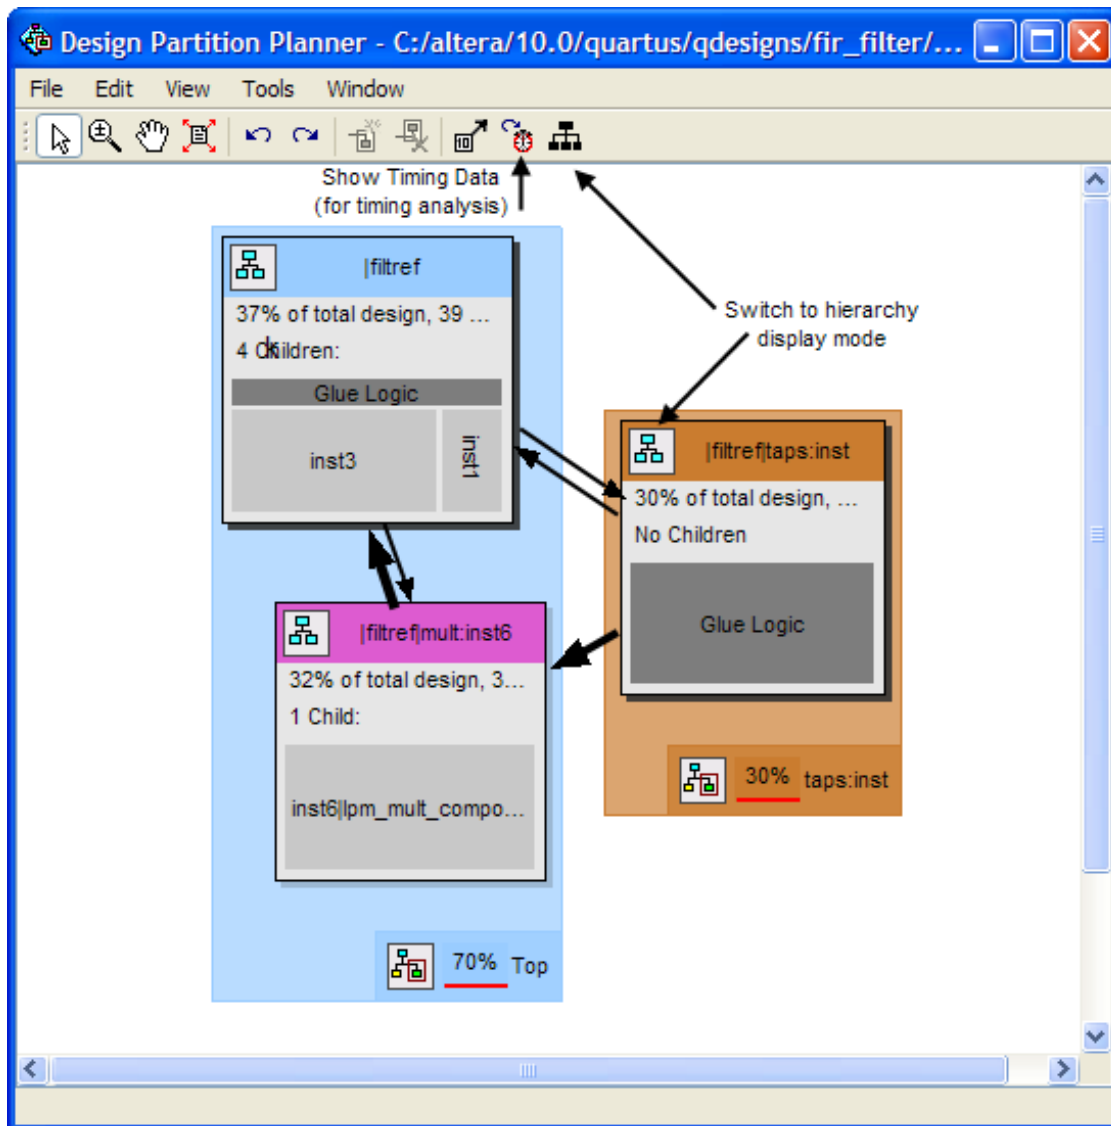 Design Partition Planner - C:/altera/10.0/quartus/qdesigns/fir_filter/...
File Edit View Tools Window
10
Show Timing Data
(for timing analysis)
|filtref
37% of total design, 39 ...
4 Children:
Glue Logic
inst3
inst1
Switch to hierarchy
display mode
|filtref|taps:inst
30% of total design, ...
No Children
Glue Logic
30% taps:inst
|filtref|mult:inst6
32% of total design, 3...
1 Child:
inst6|lpm_mult_compo...
70% Top